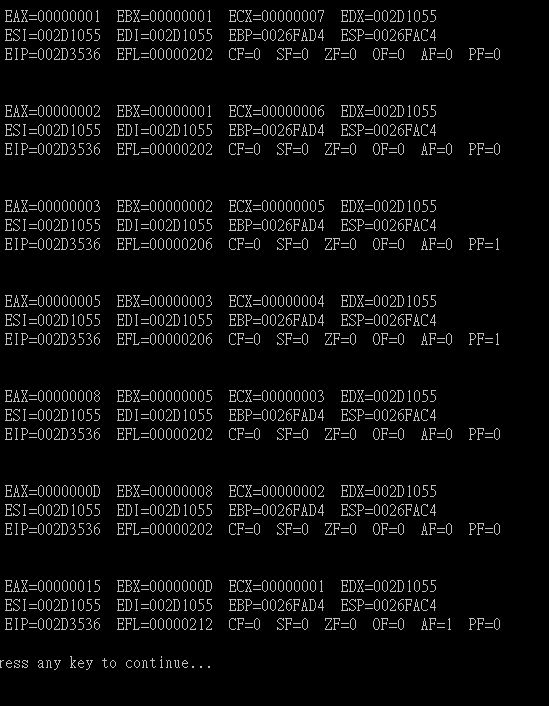 EAX=00000001 EBX=00000001 ECX=00000007 EDX=002D1055
ESI=002D1055 EDI=002D1055 EBP=0026FAD4 ESP=0026FAC4
EIP=002D3536 EFL=00000202 CF=0 SF=0 ZF=0 OF=0 AF=0 PF=0
EAX=00000002 EBX=00000001 ECX=00000006 EDX=002D1055
ESI=002D1055 EDI=002D1055 EBP=0026FAD4 ESP=0026FAC4
EIP=002D3536 EFL=00000202 CF=0 SF=0 ZF=0 OF=0 AF=0 PF=0
EAX=00000003 EBX=00000002 ECX=00000005 EDX=002D1055
ESI=002D1055 EDI=002D1055 EBP=0026FAD4 ESP=0026FAC4
EIP=002D3536 EFL=00000206 CF=0 SF=0 ZF=0 OF=0 AF=0 PF=1
EAX=00000005 EBX=00000003 ECX=00000004 EDX=002D1055
ESI=002D1055 EDI=002D1055 EBP=0026FAD4 ESP=0026FAC4
EIP=002D3536 EFL=00000206 CF=0 SF=0 ZF=0 OF=0 AF=0 PF=1
EAX=00000008 EBX=00000005 ECX=00000003 EDX=002D1055
ESI=002D1055 EDI=002D1055 EBP=0026FAD4 ESP=0026FAC4
EIP=002D3536 EFL=00000202 CF=0 SF=0 ZF=0 OF=0 AF=0 PF=0
EAX=0000000D EBX=00000008 ECX=00000002 EDX=002D1055
ESI=002D1055 EDI=002D1055 EBP=0026FAD4 ESP=0026FAC4
EIP=002D3536 EFL=00000202 CF=0 SF=0 ZF=0 OF=0 AF=0 PF=0
EAX=00000015 EBX=0000000D ECX=00000001 EDX=002D1055
ESI=002D1055 EDI=002D1055 EBP=0026FAD4 ESP=0026FAC4
EIP=002D3536 EFL=00000212 CF=0 SF=0 ZF=0 OF=0 AF=1 PF=0
ress any key to continue...